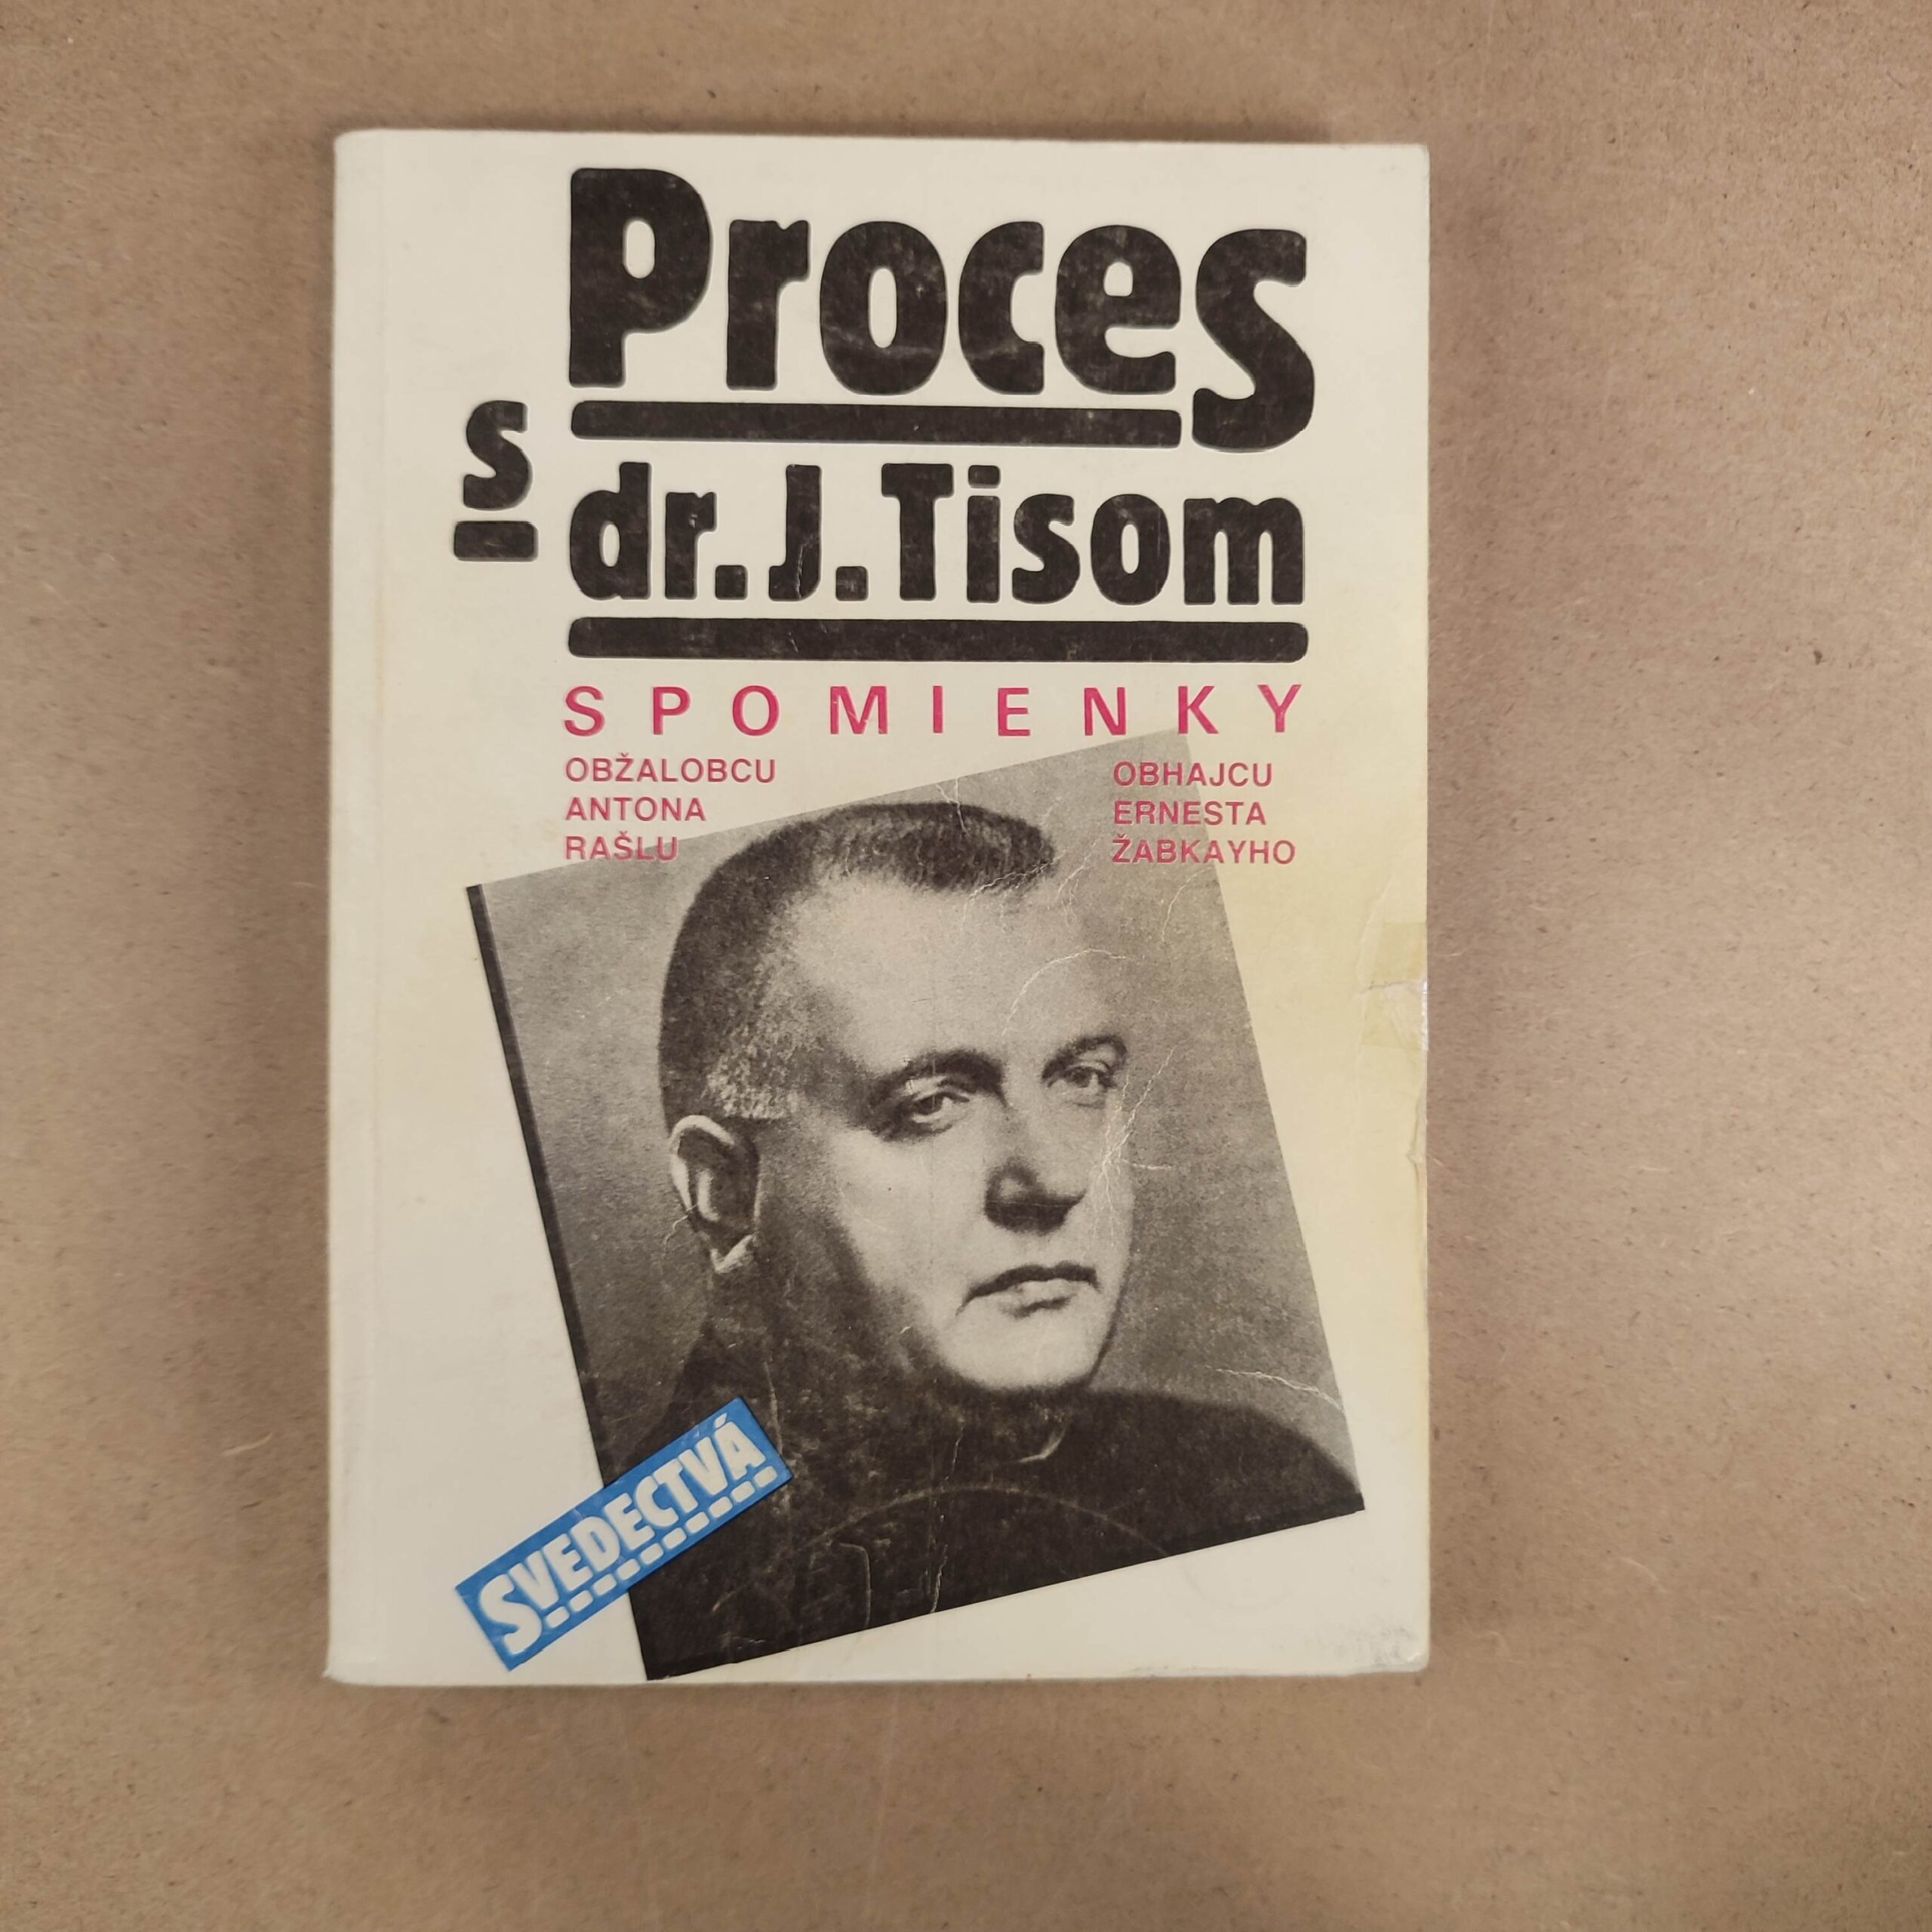 Proces
s dr. J. Tisom
SPOMIENKY
OBŽALOBCU
ANTONA
RAŠLU
OBHAJCU
ERNESTA
ŽABKAYHO
SVEDECTVÁ